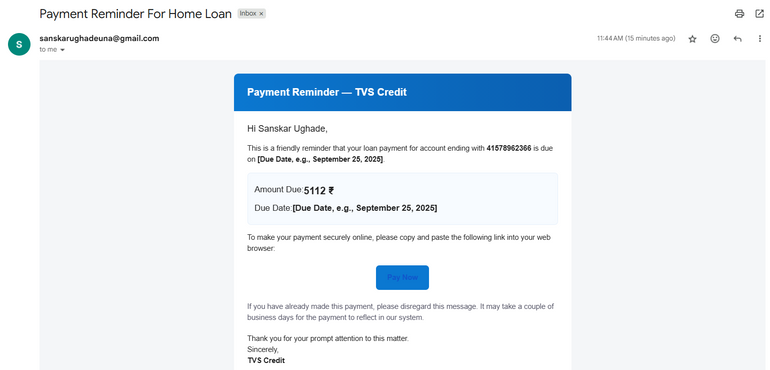 Payment Reminder For Home Loan Inbox ×
S
sanskarughadeuna@gmail.com 11:44 AM (15 minutes ago)
to me
Payment Reminder — TVS Credit
Hi Sanskar Ughade,
This is a friendly reminder that your loan payment for account ending with 41578962366 is due
on [Due Date, e.g., September 25, 2025].
Amount Due:5112 ₹
Due Date:[Due Date, e.g., September 25, 2025]
To make your payment securely online, please copy and paste the following link into your web
browser:
Pay Now
If you have already made this payment, please disregard this message. It may take a couple of
business days for the payment to reflect in our system.
Thank you for your prompt attention to this matter.
Sincerely,
TVS Credit